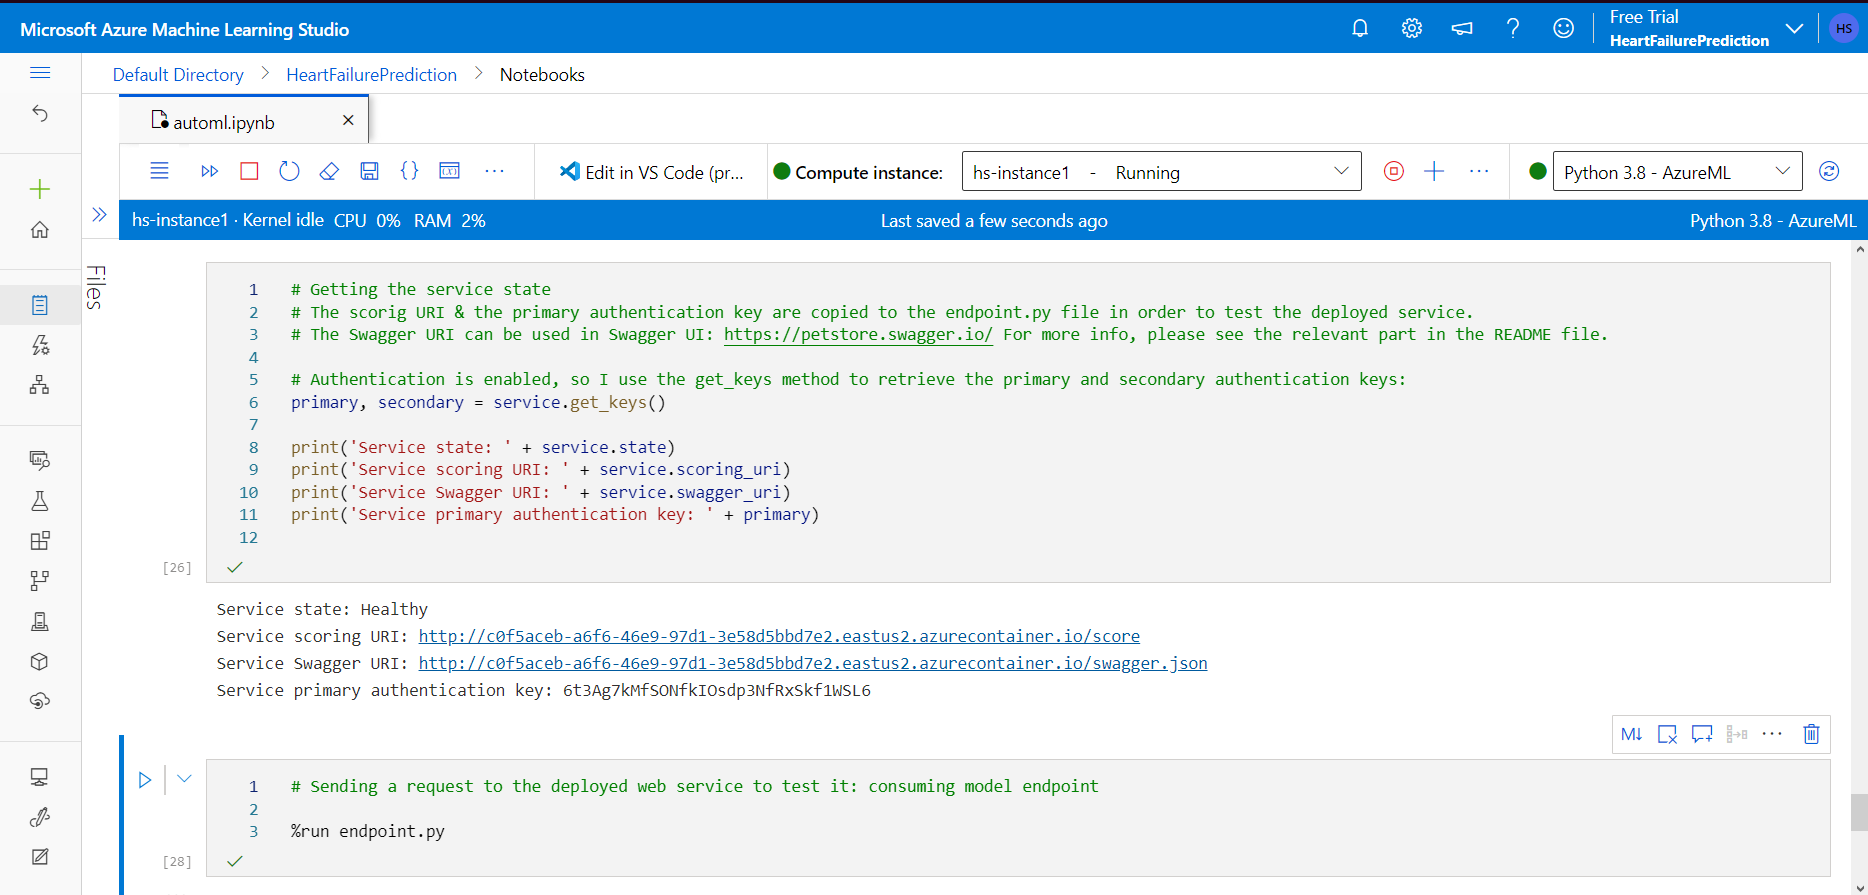 Microsoft Azure Machine Learning Studio
Free Trial
HeartFailurePrediction
HS
Default Directory > HeartFailurePrediction > Notebooks
automl.ipynb
Edit in VS Code (pr...
Compute instance:
hs-instance1 - Running
Python 3.8 - AzureML
hs-instance1 · Kernel idle CPU 0% RAM 2%
Last saved a few seconds ago
Python 3.8 - AzureML
Files
1 # Getting the service state
2 # The scorig URI & the primary authentication key are copied to the endpoint.py file in order to test the deployed service.
3 # The Swagger URI can be used in Swagger UI: https://petstore.swagger.io/ For more info, please see the relevant part in the README file.
4
5 # Authentication is enabled, so I use the get_keys method to retrieve the primary and secondary authentication keys:
6 primary, secondary = service.get_keys()
7
8 print('Service state: ' + service.state)
9 print('Service scoring URI: ' + service.scoring_uri)
10 print('Service Swagger URI: ' + service.swagger_uri)
11 print('Service primary authentication key: ' + primary)
12
[26]
Service state: Healthy
Service scoring URI: http://c0f5aceb-a6f6-46e9-97d1-3e58d5bbd7e2.eastus2.azurecontainer.io/score
Service Swagger URI: http://c0f5aceb-a6f6-46e9-97d1-3e58d5bbd7e2.eastus2.azurecontainer.io/swagger.json
Service primary authentication key: 6t3Ag7kMfSONfkIOsdp3NfRxSkf1WSL6
M↓
1 # Sending a request to the deployed web service to test it: consuming model endpoint
2
3 %run endpoint.py
[28]